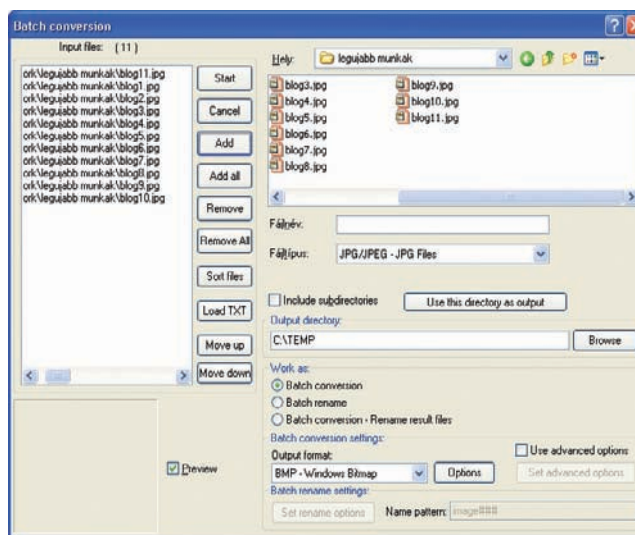 Batch conversion
Input files: ( 11 )
ork\legujabb munkak\blog11.jpg
ork\legujabb munkak\blog1.jpg
ork\legujabb munkak\blog2.jpg
ork\legujabb munkak\blog3.jpg
ork\legujabb munkak\blog4.jpg
ork\legujabb munkak\blog5.jpg
ork\legujabb munkak\blog6.jpg
ork\legujabb munkak\blog7.jpg
ork\legujabb munkak\blog8.jpg
ork\legujabb munkak\blog9.jpg
ork\legujabb munkak\blog10.jpg
Start
Cancel
Add
Add all
Remove
Remove All
Sort files
Load TXT
Move up
Move down
Preview
Hely: legujabb munkak
blog3.jpg
blog4.jpg
blog5.jpg
blog6.jpg
blog7.jpg
blog8.jpg
blog9.jpg
blog10.jpg
blog11.jpg
Fájlnév:
Fájltípus: JPG/JPEG - JPG Files
Include subdirectories
Use this directory as output
Output directory:
C:\TEMP
Browse
Work as:
Batch conversion
Batch rename
Batch conversion - Rename result files
Batch conversion settings:
Output format:
BMP - Windows Bitmap
Options
Use advanced options
Set advanced options
Batch rename settings:
Set rename options
Name pattern: image###